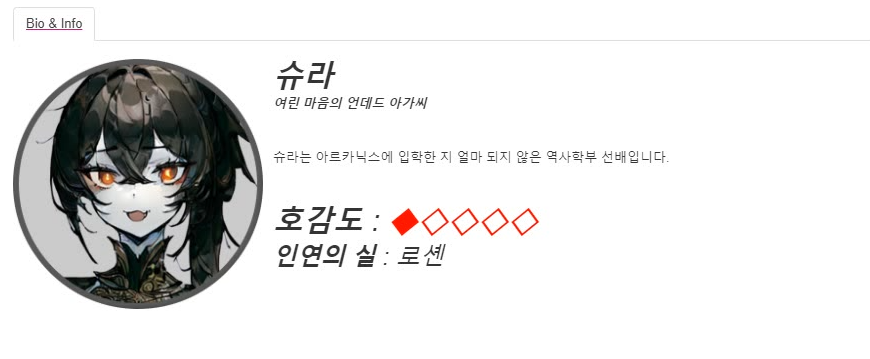 Bio & Info
슈라
여린 마음의 언데드 아가씨
슈라는 아르카닉스에 입학한 지 얼마 되지 않은 역사학부 선배입니다.
호감도 : ◆◇◇◇◇
인연의 실 : 로셴